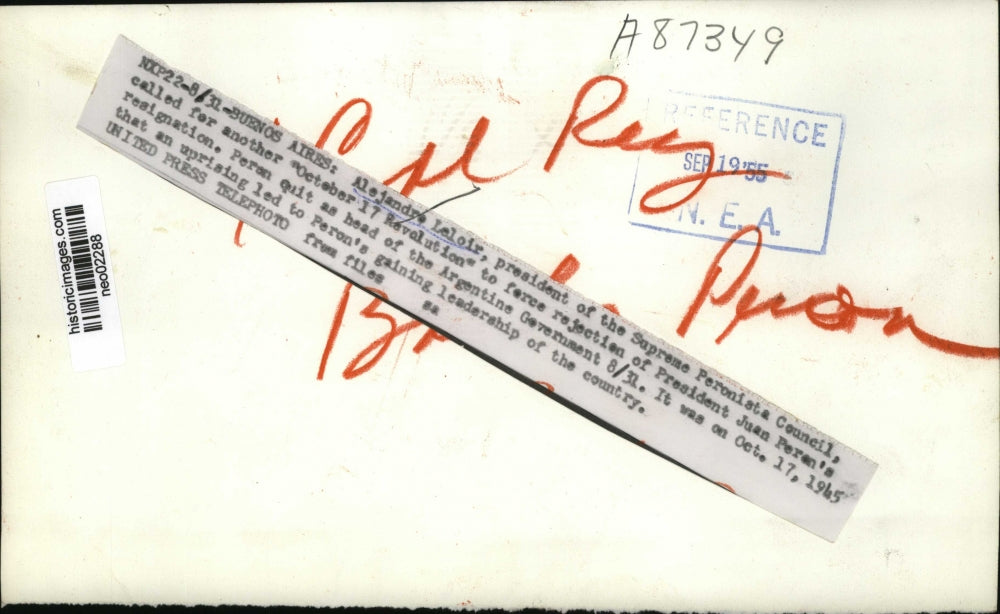 A87349
REFERENCE
SEP 19 '55
N. E. A.
Peron
NXP22-8/31-BUENOS AIRES: Alejandro Leloir, president of the Supreme Peronista Council,
called for another "October 17 Revolution" to force rejection of President Juan Peron's
resignation. Peron quit as head of the Argentine Government 8/31. It was on Oct. 17, 1945
that an uprising led to Peron's gaining leadership of the country.
UNITED PRESS TELEPHOTO from files sa
historicimages.com
neo02288